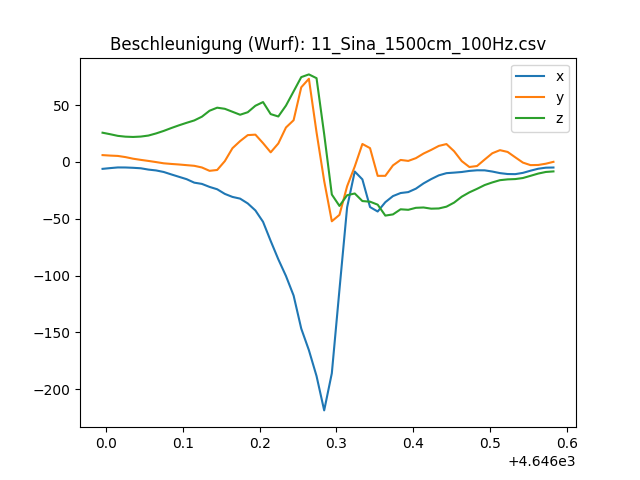 Beschleunigung (Wurf): 11_Sina_1500cm_100Hz.csv
x
y
z
50
0
−50
−100
−150
−200
0.0 0.1 0.2 0.3 0.4 0.5 0.6
+4.646e3